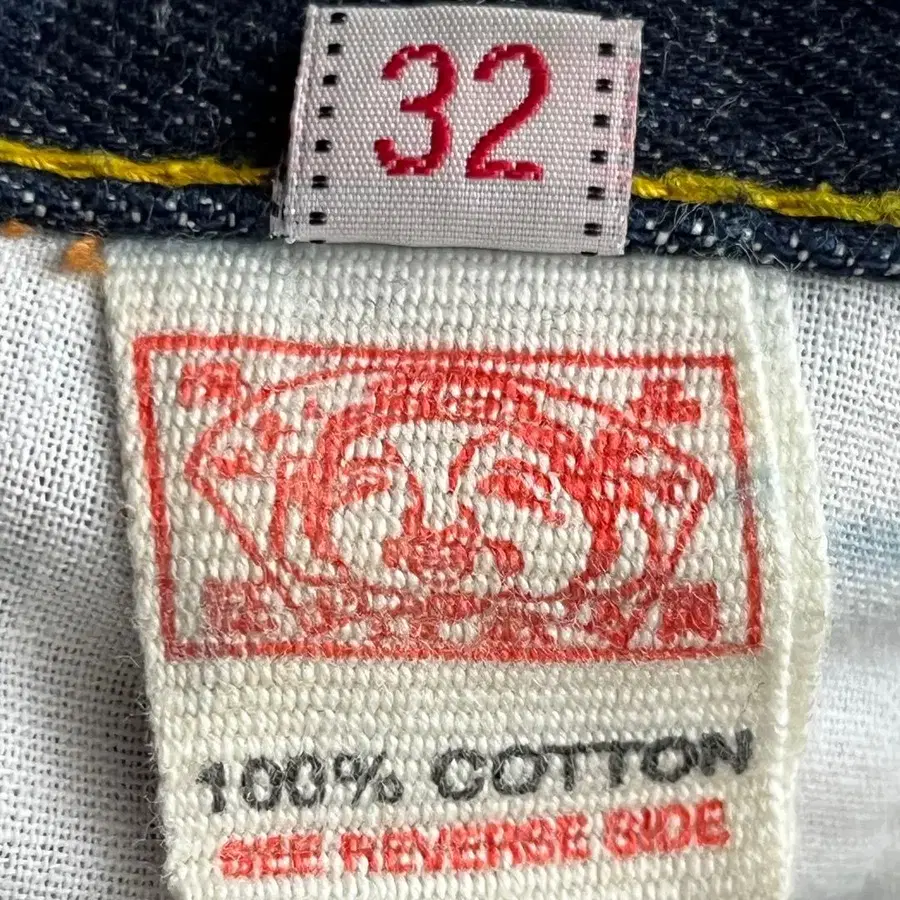 32
100% COTTON
SEE REVERSE SIDE